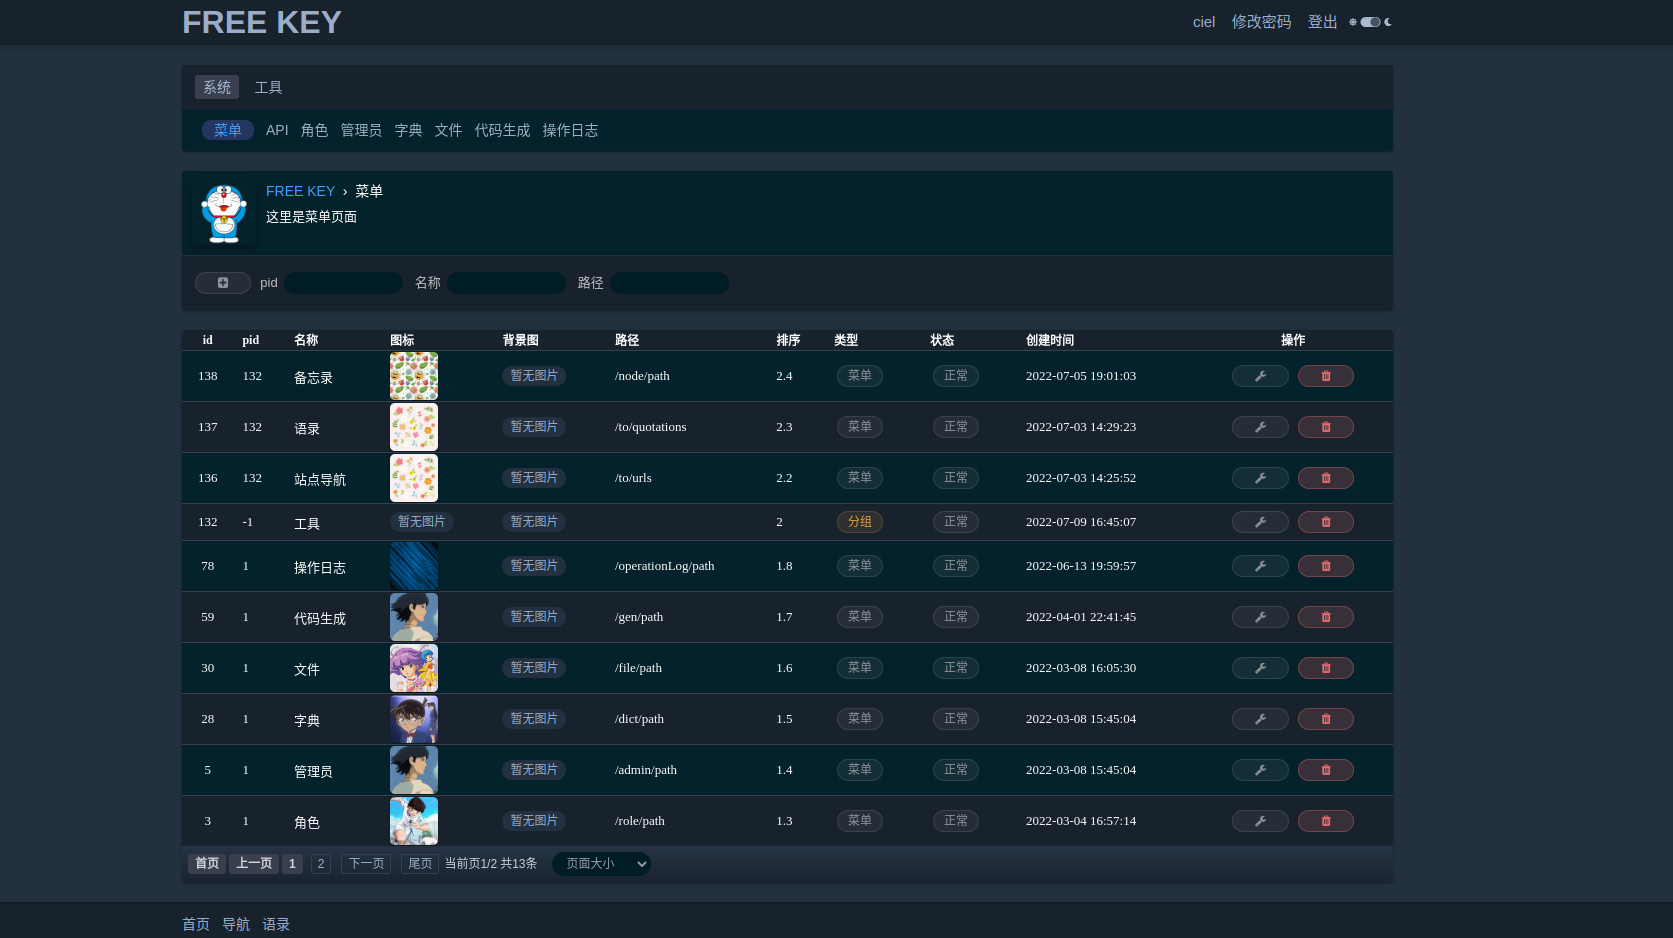 FREE KEY ciel 修改密码 登出
系统 工具
菜单 API 角色 管理员 字典 文件 代码生成 操作日志
FREE KEY › 菜单
这里是菜单页面
pid 名称 路径
id pid 名称 图标 背景图 路径 排序 类型 状态 创建时间 操作
138 132 备忘录 暂无图片 /node/path 2.4 菜单 正常 2022-07-05 19:01:03
137 132 语录 暂无图片 /to/quotations 2.3 菜单 正常 2022-07-03 14:29:23
136 132 站点导航 暂无图片 /to/urls 2.2 菜单 正常 2022-07-03 14:25:52
132 -1 工具 暂无图片 暂无图片 2 分组 正常 2022-07-09 16:45:07
78 1 操作日志 暂无图片 /operationLog/path 1.8 菜单 正常 2022-06-13 19:59:57
59 1 代码生成 暂无图片 /gen/path 1.7 菜单 正常 2022-04-01 22:41:45
30 1 文件 暂无图片 /file/path 1.6 菜单 正常 2022-03-08 16:05:30
28 1 字典 暂无图片 /dict/path 1.5 菜单 正常 2022-03-08 15:45:04
5 1 管理员 暂无图片 /admin/path 1.4 菜单 正常 2022-03-08 15:45:04
3 1 角色 暂无图片 /role/path 1.3 菜单 正常 2022-03-04 16:57:14
首页 上一页 1 2 下一页 尾页 当前页1/2 共13条 页面大小
首页 导航 语录